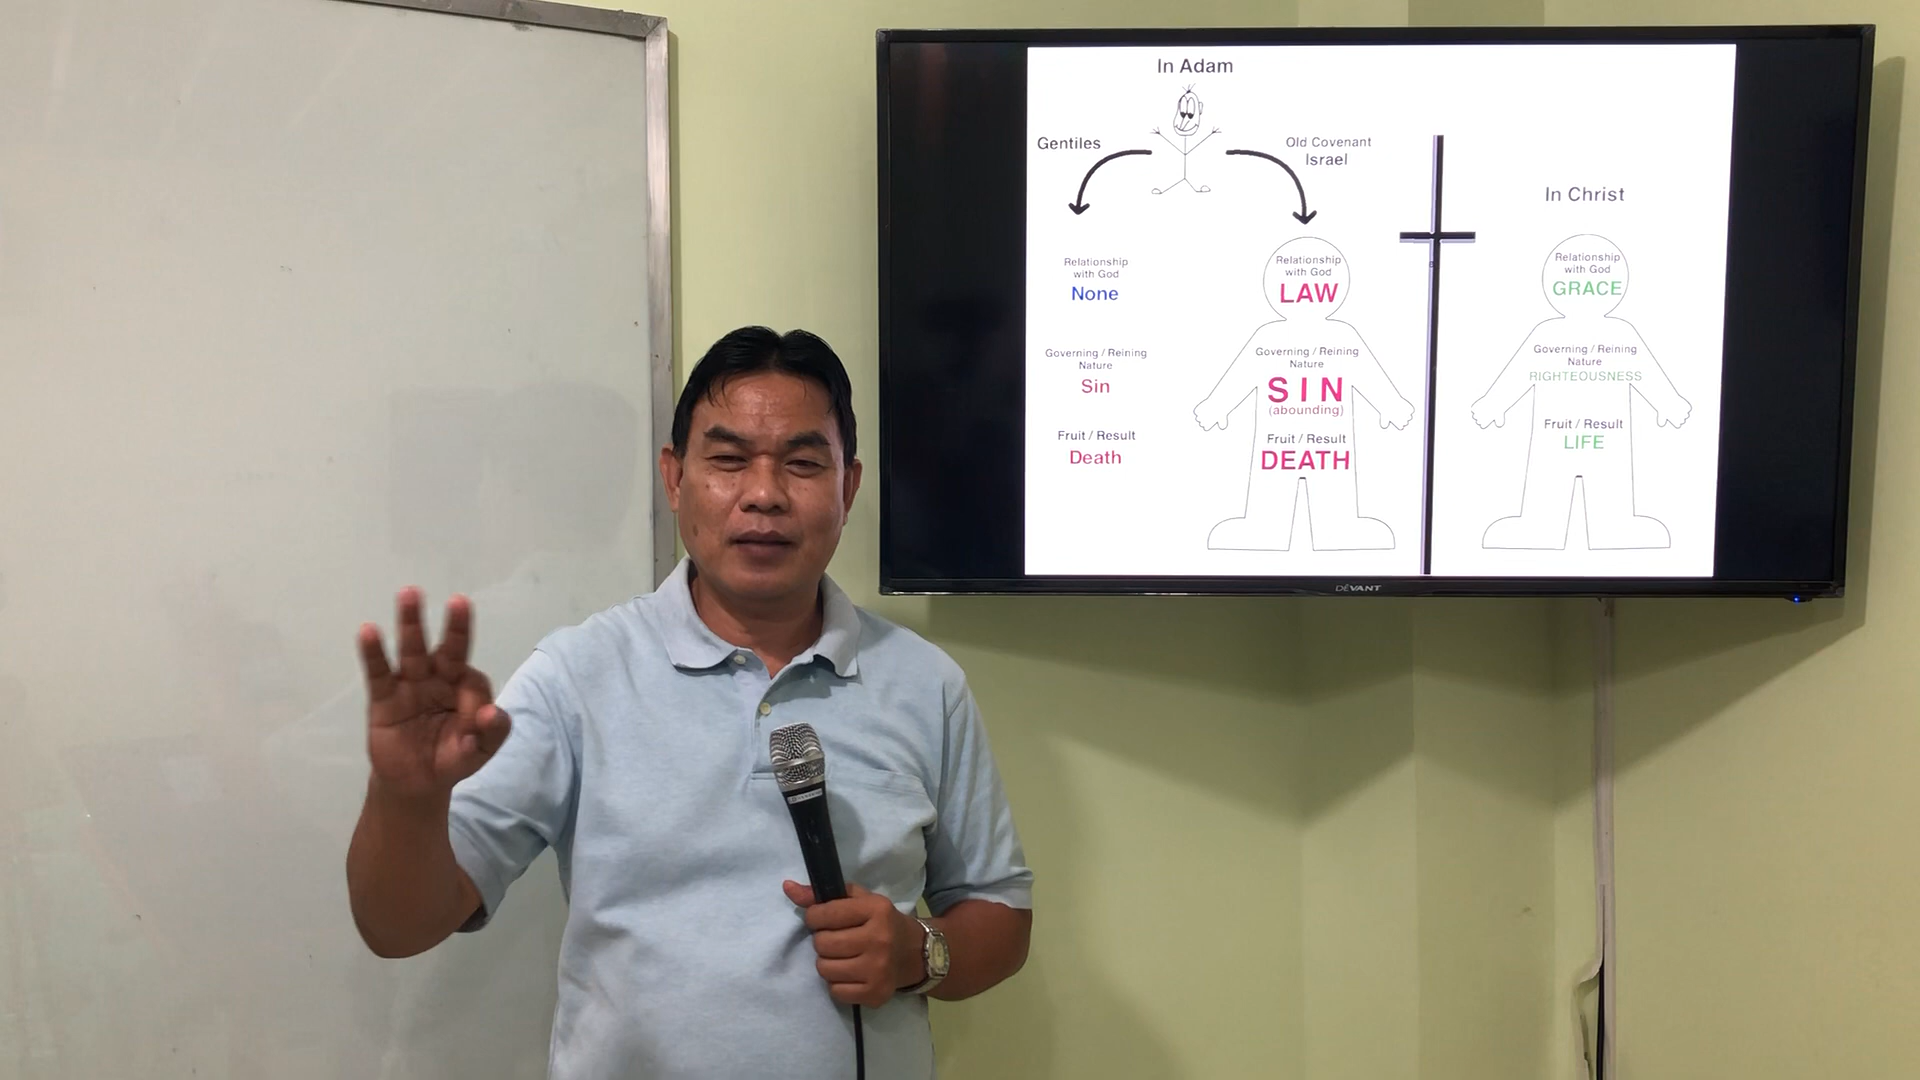 In Adam
Gentiles
Old Covenant
Israel
In Christ
Relationship
with God
None
Governing / Reining
Nature
Sin
Fruit / Result
Death
Relationship
with God
LAW
Governing / Reining
Nature
SIN
(abounding)
Fruit / Result
DEATH
Relationship
with God
GRACE
Governing / Reining
Nature
RIGHTEOUSNESS
Fruit / Result
LIFE
DEVANT